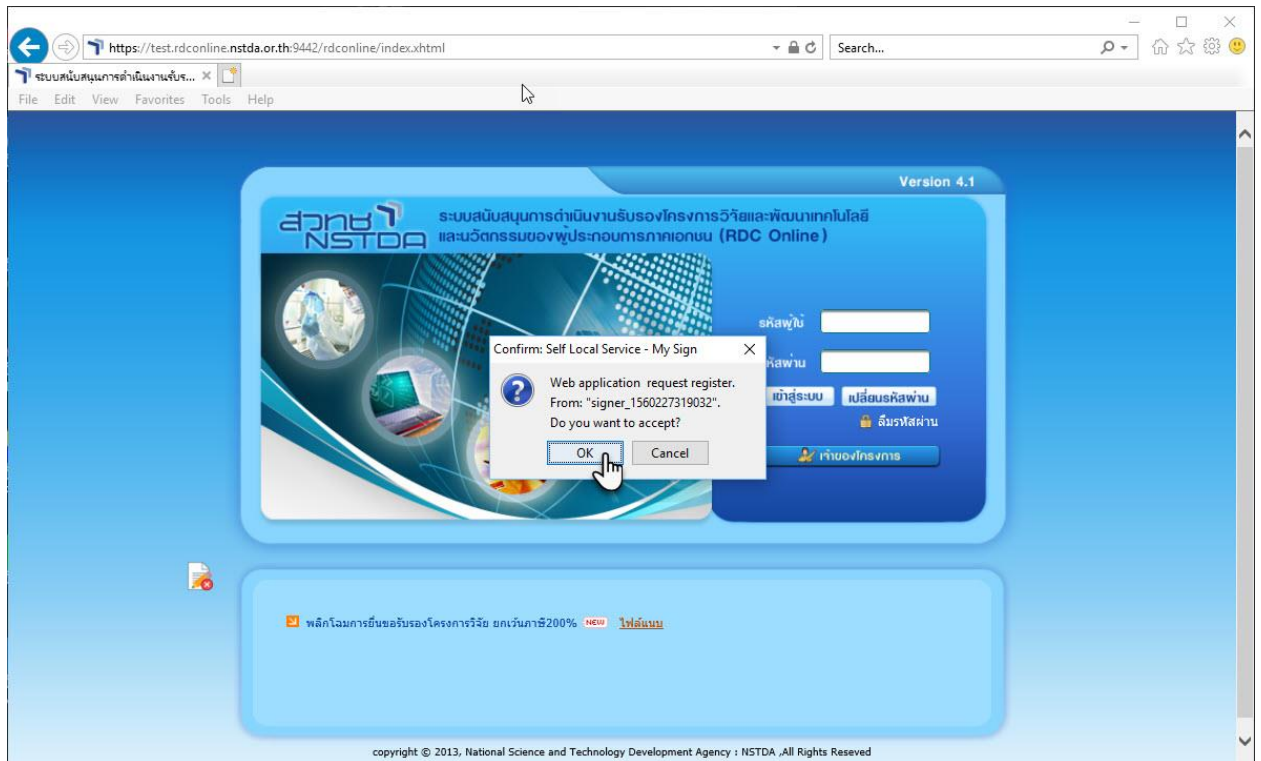 https://test.rdconline.nstda.or.th:9442/rdconline/index.xhtml
Search...
ระบบสนับสนุนการดำเนินงานรับร...
File Edit View Favorites Tools Help
Version 4.1
สวทช
NSTDA
ระบบสนับสนุนการดำเนินงานรับรองโครงการวิจัยและพัฒนาเทคโนโลยี
และนวัตกรรมของผู้ประกอบการภาคเอกชน (RDC Online)
รหัสผู้ใช้
Confirm: Self Local Service - My Sign
หัสผ่าน
Web application request register.
From: "signer_1560227319032".
Do you want to accept?
OK Cancel
เข้าสู่ระบบ เปลี่ยนรหัสผ่าน
ลืมรหัสผ่าน
เจ้าของโครงการ
พลิกโฉมการยื่นขอรับรองโครงการวิจัย ยกเว้นภาษี200% NEW ไฟล์แนบ
copyright © 2013, National Science and Technology Development Agency : NSTDA ,All Rights Reseved